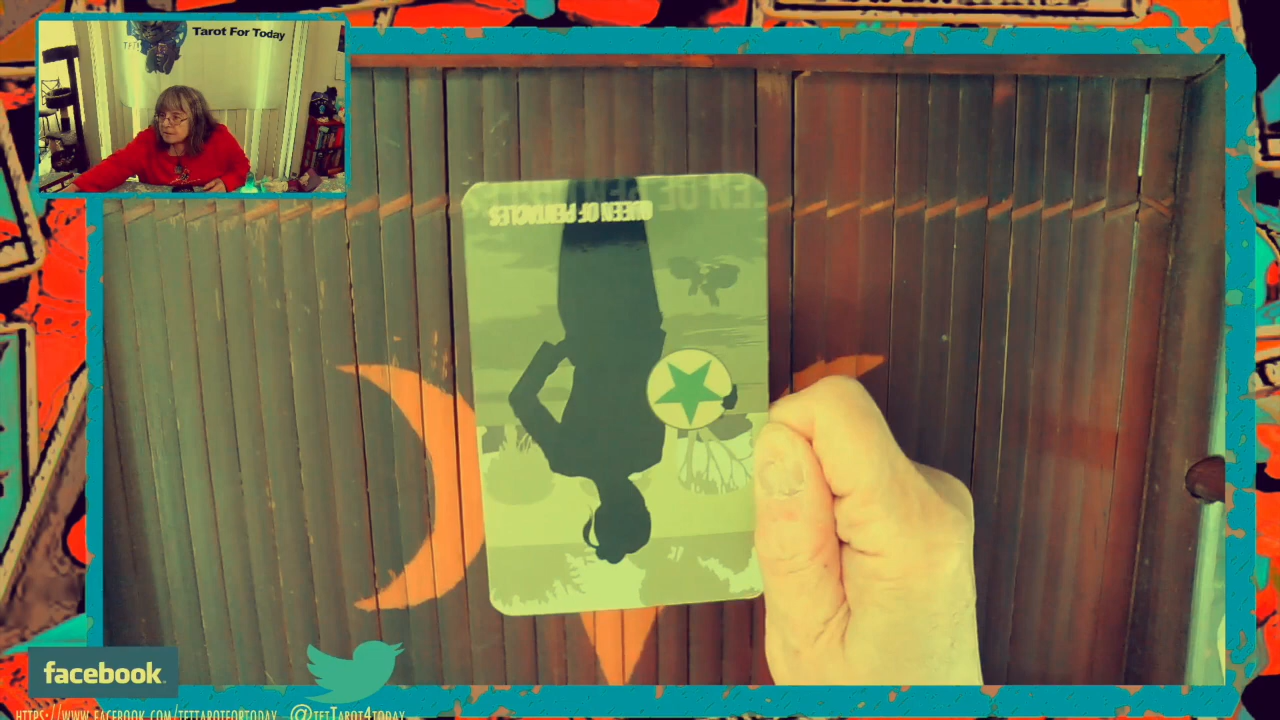 Tarot For Today
QUEEN OF PENTACLES
facebook
https://www.facebook.com/tettarotfortoday @TetTarot4Today